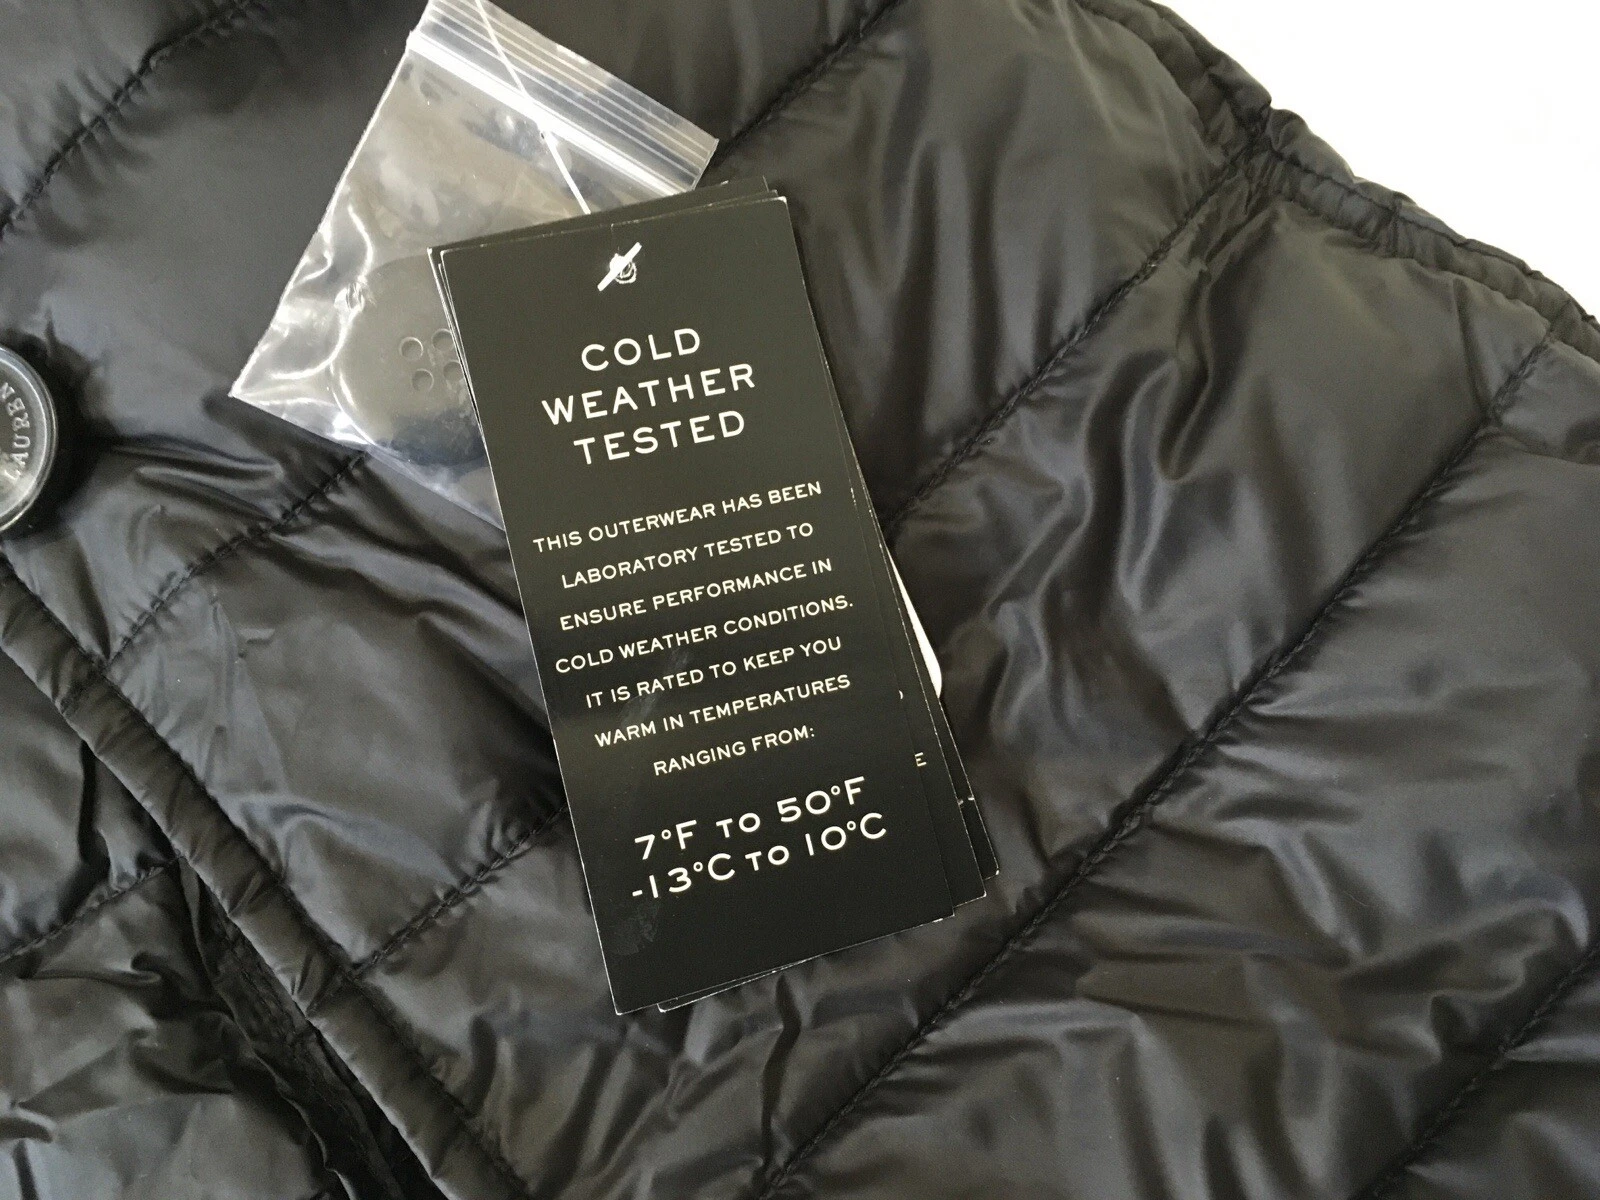 LAUREN
COLD
WEATHER
TESTED
THIS OUTERWEAR HAS BEEN
LABORATORY TESTED TO
ENSURE PERFORMANCE IN
COLD WEATHER CONDITIONS.
IT IS RATED TO KEEP YOU
WARM IN TEMPERATURES
RANGING FROM:
7°F TO 50°F
-13°C TO 10°C
E